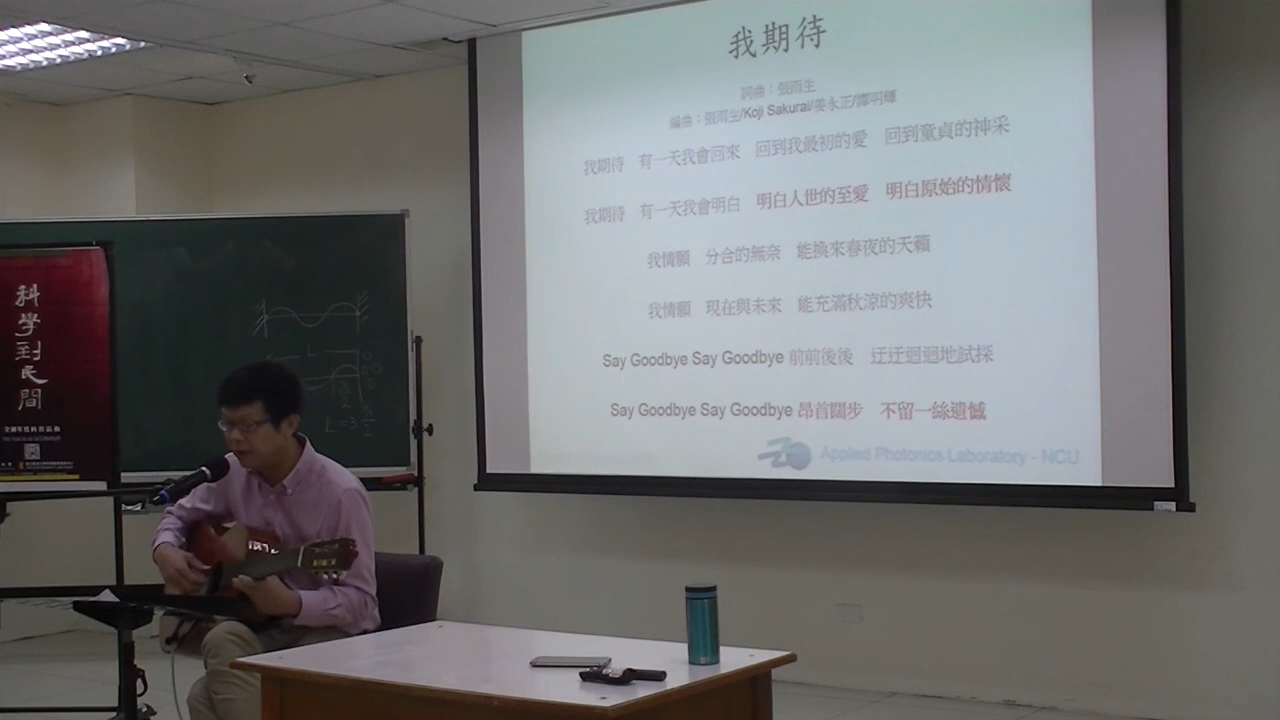 我期待
詞曲：張雨生
編曲：張雨生/Koji Sakurai/姜永正/譚明輝
我期待 有一天我會回來 回到我最初的愛 回到童貞的神采
我期待 有一天我會明白 明白人世的至愛 明白原始的情懷
我情願 分合的無奈 能換來春夜的天籟
我情願 現在與未來 能充滿秋涼的爽快
Say Goodbye Say Goodbye 前前後後 迂迂迴迴地試探
Say Goodbye Say Goodbye 昂首闊步 不留一絲遺憾
Applied Photonics Laboratory - NCU
科學到民間
L
L=3 λ/2